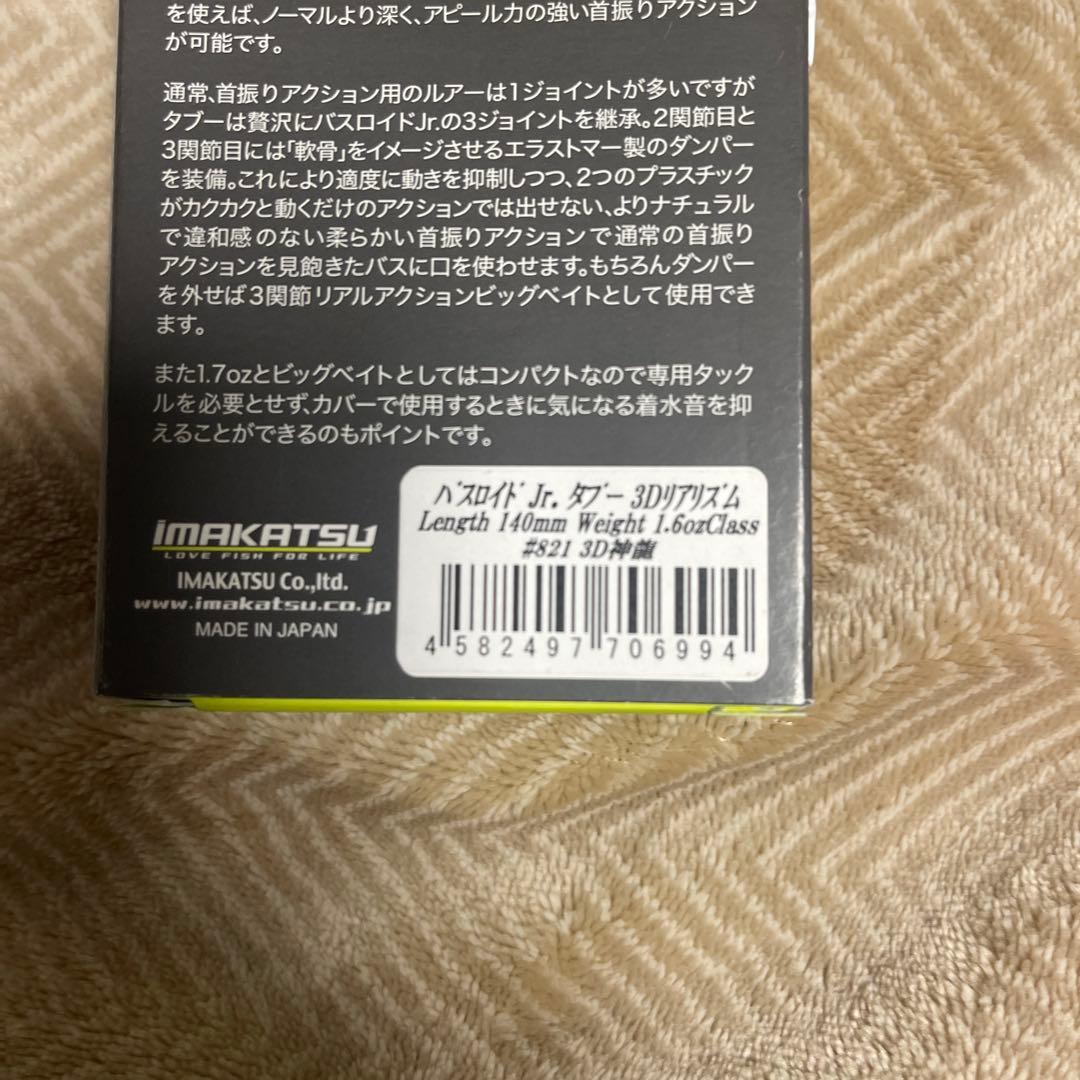 を使えば、ノーマルより深く、アピール力の強い首振りアクション
が可能です。
通常、首振りアクション用のルアーは1ジョイントが多いですが
タブーは贅沢にバスロイドJr.の3ジョイントを継承。2関節目と
3関節目には「軟骨」をイメージさせるエラストマー製のダンパー
を装備。これにより適度に動きを抑制しつつ、2つのプラスチック
がカクカクと動くだけのアクションでは出せない、よりナチュラル
で違和感のない柔らかい首振りアクションで通常の首振り
アクションを見飽きたバスに口を使わせます。もちろんダンパー
を外せば3関節リアルアクションビッグベイトとして使用でき
ます。
また1.7ozとビッグベイトとしてはコンパクトなので専用タック
ルを必要とせず、カバーで使用するときに気になる着水音を抑
えることができるのもポイントです。
iMAKATSU
LOVE FISH FOR LIFE
IMAKATSU Co.,ltd.
www.imakatsu.co.jp
MADE IN JAPAN
ﾊﾞｽﾛｲﾄﾞ Jr. ﾀﾌﾞー 3Dﾘｱﾘｽﾞﾑ
Length 140mm Weight 1.6ozClass
#821 3D神龍
4 582497 706994